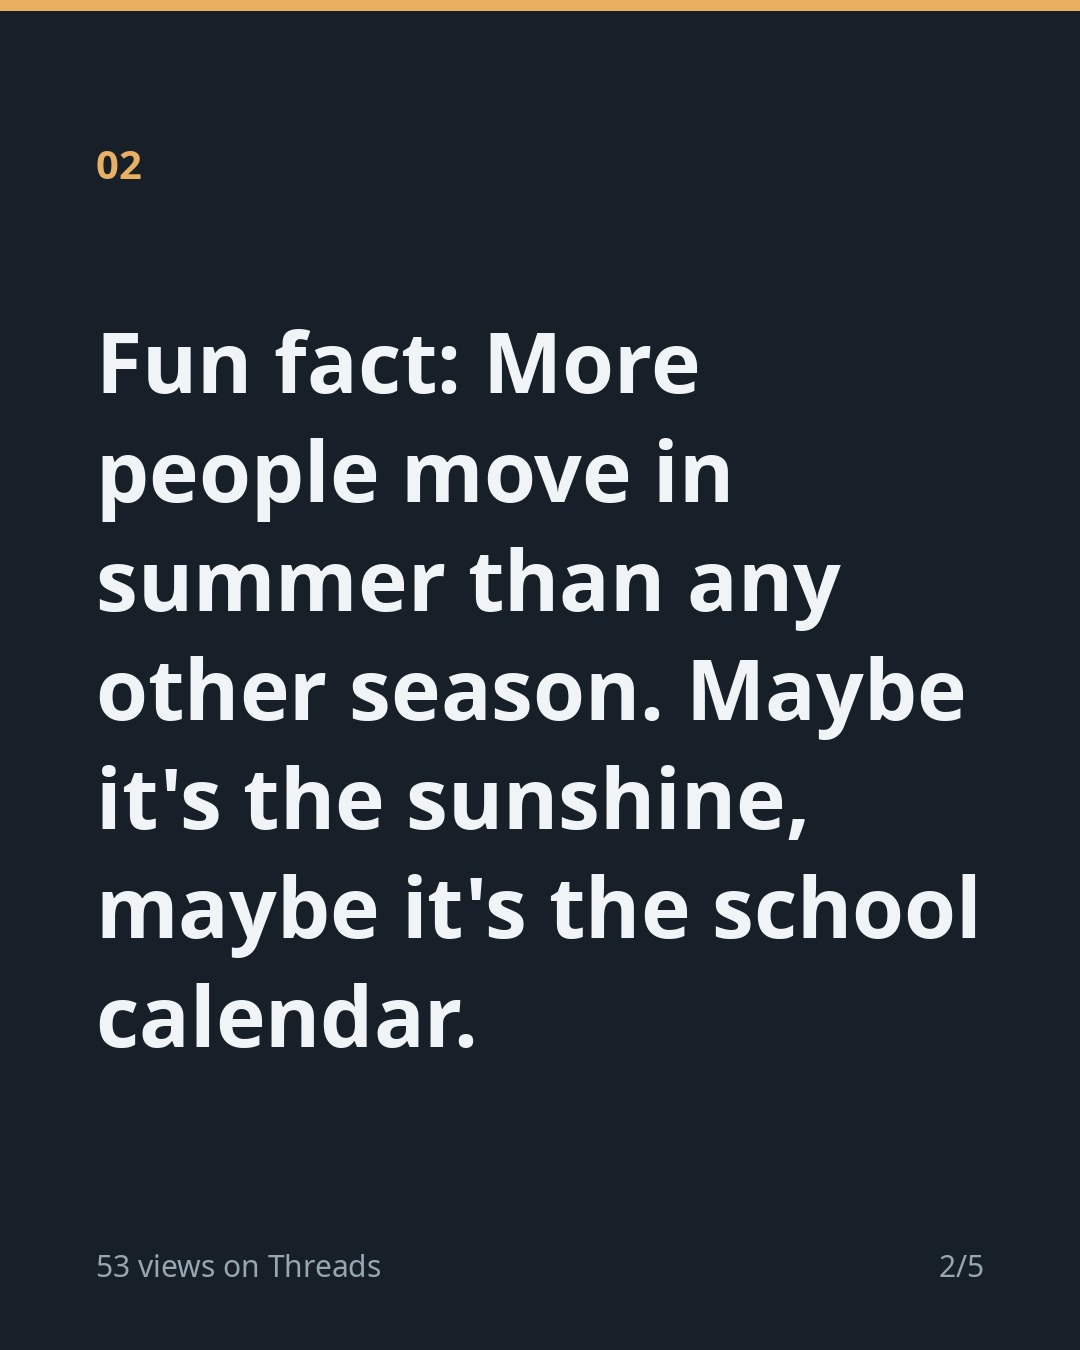 02
Fun fact: More
people move in
summer than any
other season. Maybe
it's the sunshine,
maybe it's the school
calendar.
53 views on Threads
2/5